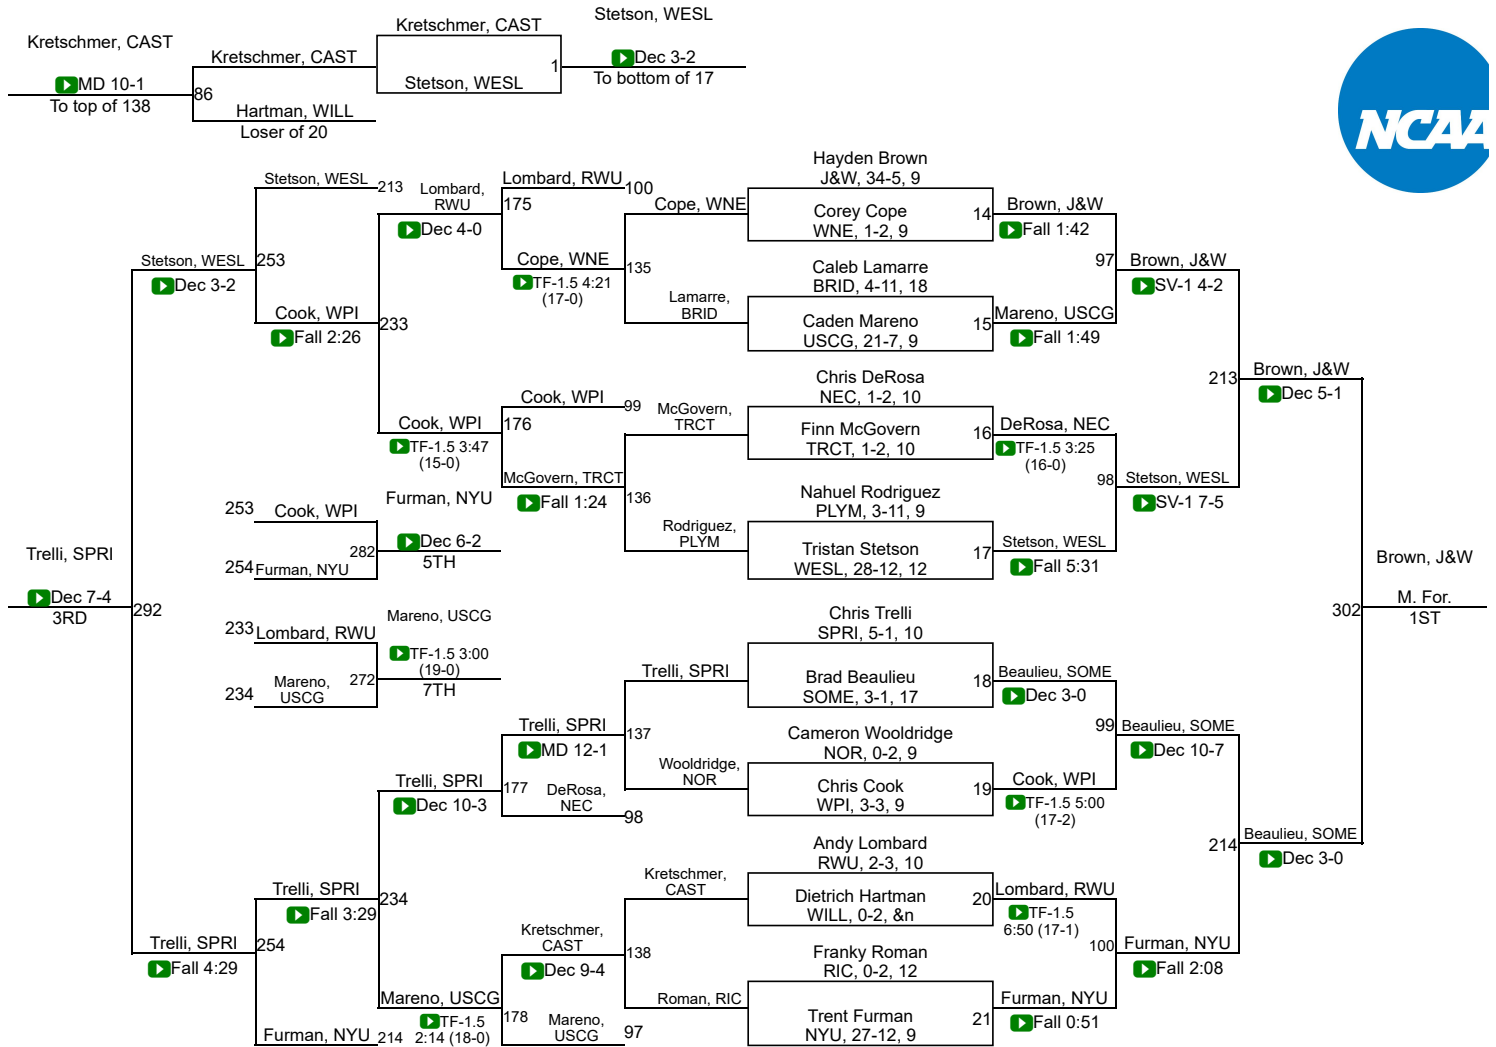 Kretschmer, CAST
MD 10-1
To top of 138
Kretschmer, CAST
86
Hartman, WILL
Loser of 20
Kretschmer, CAST
1
Stetson, WESL
Stetson, WESL
Dec 3-2
To bottom of 17
NCAA
Hayden Brown
J&W, 34-5, 9
Corey Cope
WNE, 1-2, 9
14
Caleb Lamarre
BRID, 4-11, 18
Caden Mareno
USCG, 21-7, 9
15
Chris DeRosa
NEC, 1-2, 10
Finn McGovern
TRCT, 1-2, 10
16
Nahuel Rodriguez
PLYM, 3-11, 9
Tristan Stetson
WESL, 28-12, 12
17
Chris Trelli
SPRI, 5-1, 10
Brad Beaulieu
SOME, 3-1, 17
18
Cameron Wooldridge
NOR, 0-2, 9
Chris Cook
WPI, 3-3, 9
19
Andy Lombard
RWU, 2-3, 10
Dietrich Hartman
WILL, 0-2, &n
20
Franky Roman
RIC, 0-2, 12
Trent Furman
NYU, 27-12, 9
21
Brown, J&W
Fall 1:42
97
Mareno, USCG
Fall 1:49
DeRosa, NEC
TF-1.5 3:25
(16-0)
98
Stetson, WESL
Fall 5:31
Beaulieu, SOME
Dec 3-0
99
Cook, WPI
TF-1.5 5:00
(17-2)
Lombard, RWU
TF-1.5
6:50 (17-1)
100
Furman, NYU
Fall 0:51
Brown, J&W
SV-1 4-2
213
Stetson, WESL
SV-1 7-5
Beaulieu, SOME
Dec 10-7
214
Furman, NYU
Fall 2:08
Brown, J&W
Dec 5-1
302
Beaulieu, SOME
Dec 3-0
Brown, J&W
M. For.
1ST
Cope, WNE
135
Lamarre,
BRID
McGovern,
TRCT
136
Rodriguez,
PLYM
Trelli, SPRI
137
Wooldridge,
NOR
Kretschmer,
CAST
138
Roman, RIC
Lombard, RWU
100
175
Cope, WNE
TF-1.5 4:21
(17-0)
Cook, WPI
99
176
McGovern, TRCT
Fall 1:24
Trelli, SPRI
MD 12-1
177
DeRosa,
NEC
98
Kretschmer,
CAST
Dec 9-4
178
Mareno,
USCG
97
Lombard,
RWU
Dec 4-0
233
Cook, WPI
TF-1.5 3:47
(15-0)
Trelli, SPRI
Dec 10-3
234
Mareno, USCG
TF-1.5
2:14 (18-0)
Stetson, WESL
213
253
Cook, WPI
Fall 2:26
Trelli, SPRI
Fall 3:29
254
Furman, NYU
214
Stetson, WESL
Dec 3-2
292
Trelli, SPRI
Fall 4:29
Trelli, SPRI
Dec 7-4
3RD
253
Cook, WPI
282
254
Furman, NYU
Furman, NYU
Dec 6-2
5TH
233
Lombard, RWU
272
234
Mareno,
USCG
Mareno, USCG
TF-1.5 3:00
(19-0)
7TH